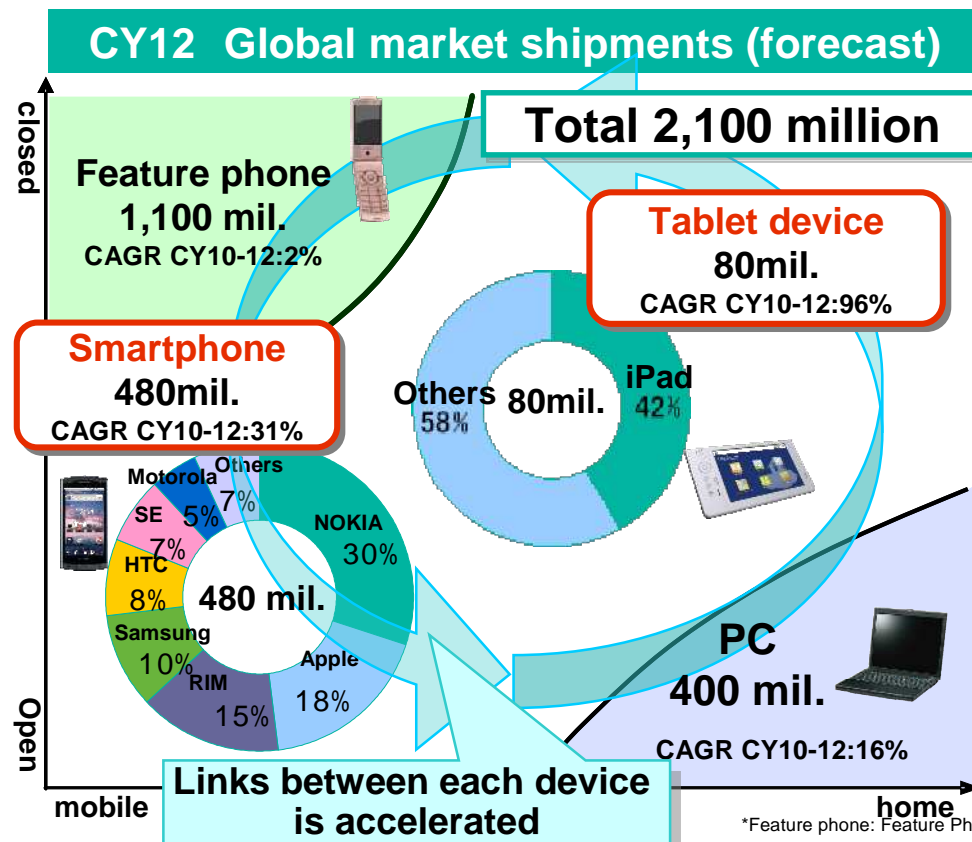 CY12 Global market shipments (forecast)
closed
Total 2,100 million
Feature phone
1,100 mil.
CAGR CY10-12:2%
Tablet device
80mil.
CAGR CY10-12:96%
Smartphone
480mil.
CAGR CY10-12:31%
Others
58%
80mil.
iPad
42%
Others
7%
Motorola
5%
SE
7%
HTC
8%
Samsung
10%
RIM
15%
Apple
18%
NOKIA
30%
480 mil.
PC
400 mil.
CAGR CY10-12:16%
Open
mobile
Links between each device
is accelerated
home
*Feature phone: Feature Ph